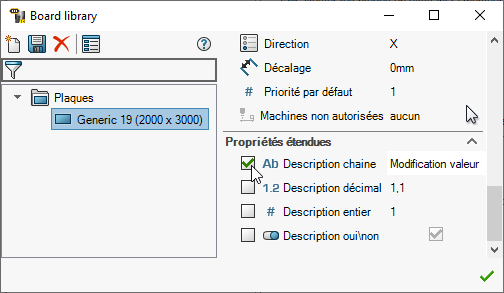 Board library
Plaques
Generic 19 (2000 x 3000)
Direction X
Décalage 0mm
# Priorité par défaut 1
Machines non autorisées aucun
Propriétés étendues
Ab Description chaine Modification valeur
1.2 Description décimal 1,1
# Description entier 1
Description oui\non